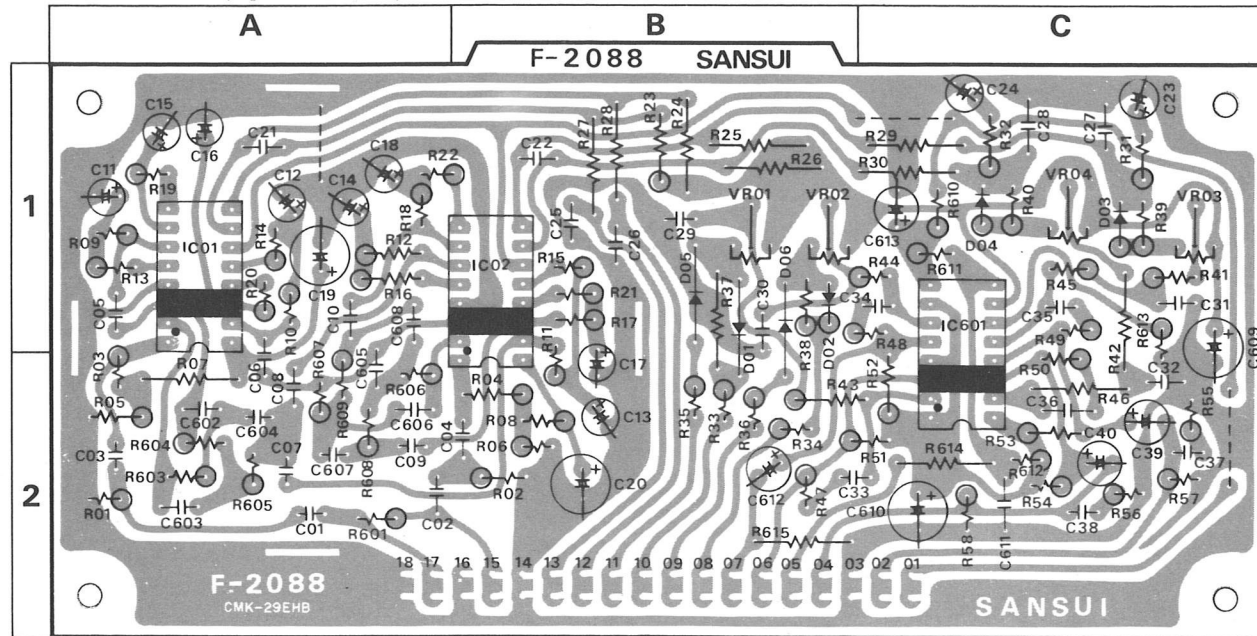 A B C
F-2088 SANSUI
1
2
C15 C16 C21 C18 R22 C22 R27 R28 R23 R24 R25 R26 R29 R30 C24 R32 C28 C27 R31 C23
C11 R19 C12 C14 R18 VR01 VR02 R610 R40 VR04 D03 R39 VR03
R09 IC01 R14 R12 IC02 C25 C26 C29 C613 D04
R13 R20 C19 R16 R15 D05 D06 R44 R611 R45 R41
C05 R10 C10 C608 R21 R17 R11 R37 C30 C34 IC601 C35 R613 C31
R03 R07 C06 C08 R607 C605 R606 R04 C17 D01 R38 D02 R48 R49 R50 R42 C32 C609
R05 C602 C604 R609 C606 C04 R08 C13 R35 R33 R36 R43 R52 C36 R46 R55
C03 R604 C07 C607 R608 C09 R06 R34 R51 R614 R53 C40 C39 C37
R603 R605 R02 C20 C612 R47 C33 R612 R54 R57
R01 C603 C01 R601 C02 R615 C610 R58 C611 C38 R56
18 17 16 15 14 13 12 11 10 09 08 07 06 05 04 03 02 01
F-2088
CMK-29EHB
SANSUI